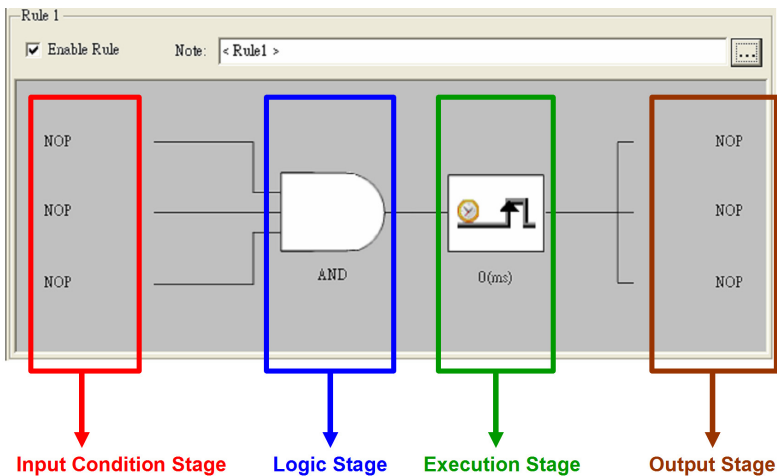 Rule 1
Enable Rule Note: < Rule1 > ...
NOP NOP
NOP NOP
AND 0(ms)
NOP NOP
Input Condition Stage Logic Stage Execution Stage Output Stage